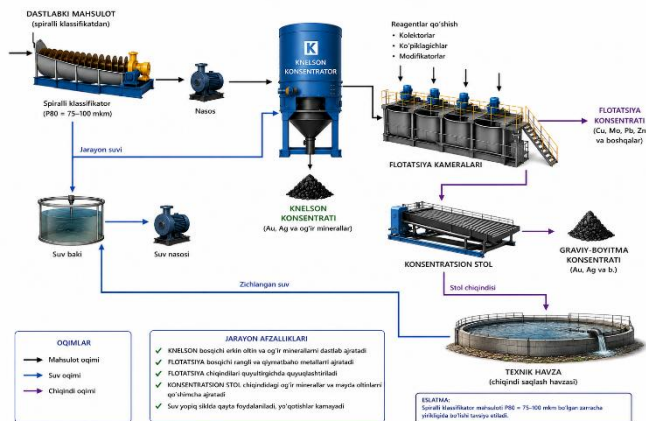 DASTLABKI MAHSULOT
(spiralli klassifikatdan)
Spiralli klassifikator
(P80 = 75–100 mkm)
Nasos
K
KNELSON
KONSENTRATOR
Reagentlar qo'shish
• Kolektorlar
• Ko'piklagichlar
• Modifikatorlar
FLOTATSIYA KAMERALARI
FLOTATSIYA
KONSENTRATI
(Cu, Mo, Pb, Zn
va boshqalar)
Jarayon suvi
KNELSON
KONSENTRATI
(Au, Ag va og'ir minerallar)
Suv baki
Suv nasosi
KONSENTRATSION STOL
GRAVIY-BOYITMA
KONSENTRATI
(Au, Ag va b.)
Zichlangan suv
Stol chiqindisi
TEXNIK HAVZA
(chiqindi saqlash havzasi)
OQIMLAR
Mahsulot oqimi
Suv oqimi
Chiqindi oqimi
JARAYON AFZALLIKLARI
✓ KNELSON bosqichi erkin oltin va og'ir minerallarni dastlab ajratadi
✓ FLOTATSIYA bosqichi rangli va qiymatbaho metallarni ajratadi
✓ FLOTATSIYA chiqindilari quyultigichda quyuqlashtiriladi
✓ KONSENTRATSION STOL chiqindidagi og'ir minerallar va mayda oltinlarni
qo'shimcha ajratadi
✓ Suv yopiq siklda qayta foydalaniladi, yo'qotishlar kamayadi
ESLATMA:
Spiralli klassifikator mahsuloti P80 = 75–100 mkm bo'lgan zarracha
yirikligida bo'lishi tavsiya etiladi.